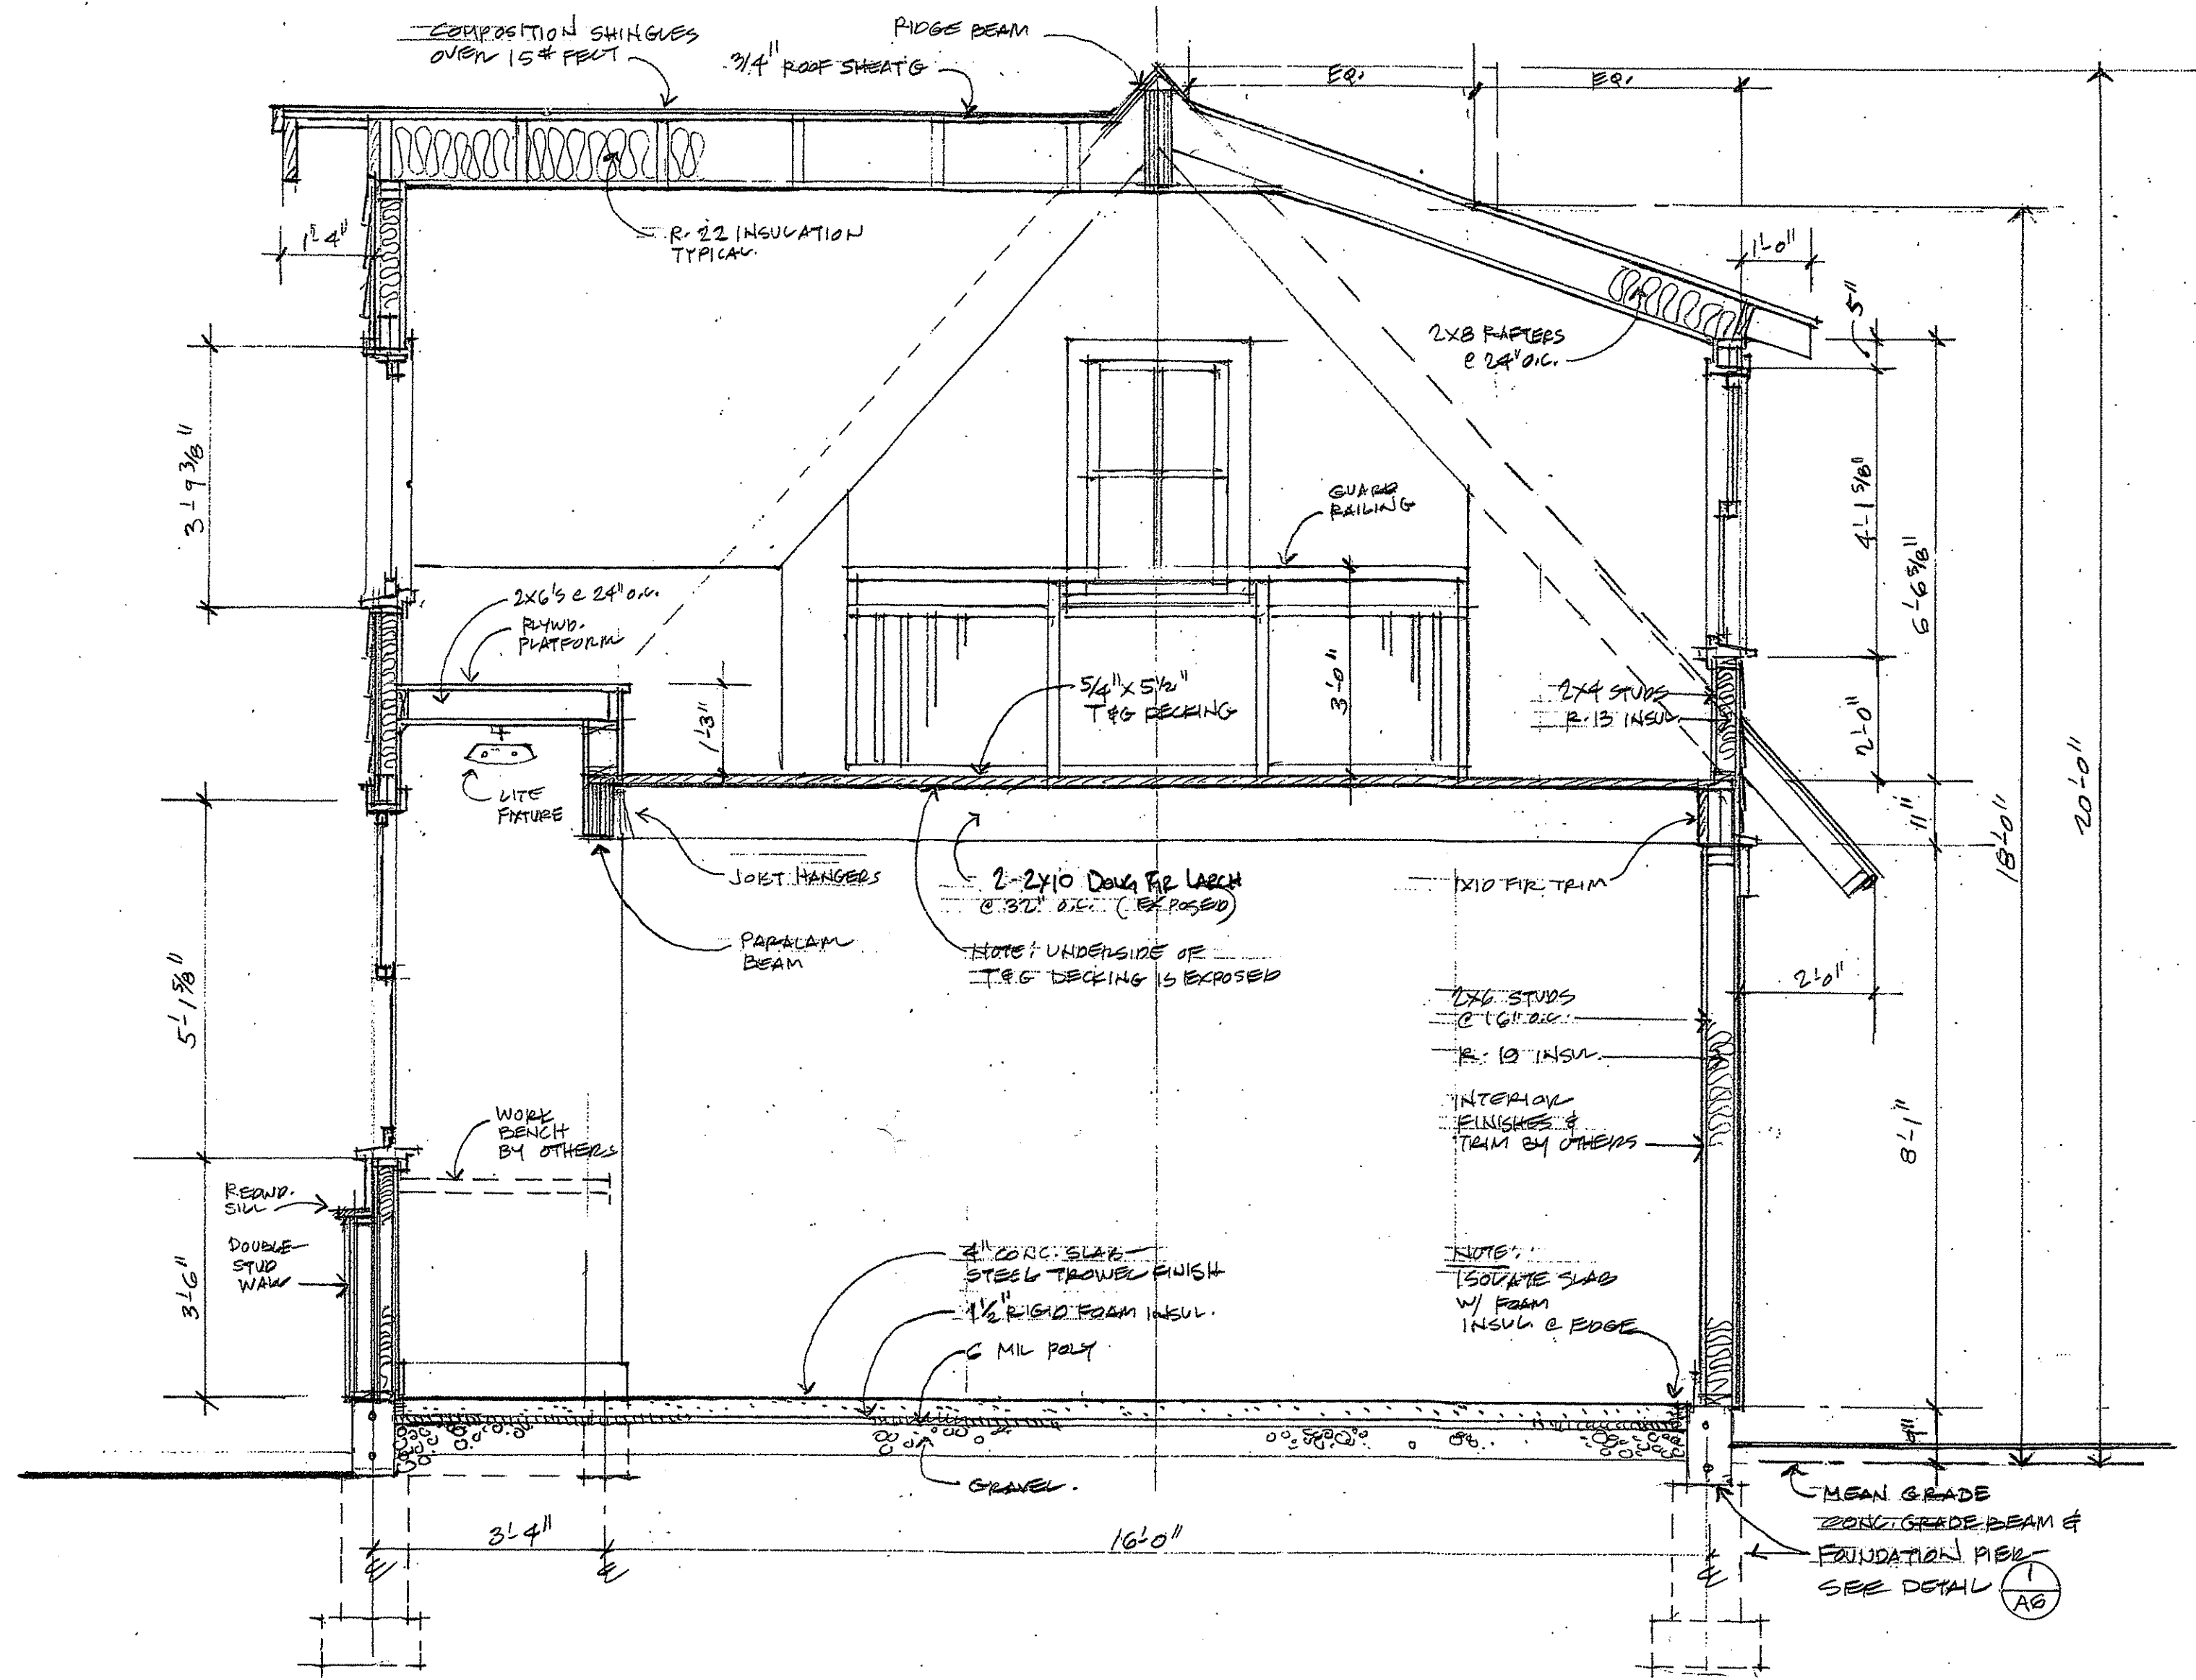 COMPOSITION SHINGLES
OVER 15# FELT
3/4" ROOF SHEAT'G
RIDGE BEAM
EQ.
EQ.
1'-4"
R-22 INSULATION
TYPICAL.
1'-0"
5"
2X8 RAFTERS
@ 24" O.C.
3'-9 3/8"
GUARD
RAILING
4'-1 5/8"
6'-6 5/8"
2X6'S @ 24" O.C.
PLYWD.
PLATFORM
5/4" X 5 1/2"
T&G DECKING
3'-0"
1'-3"
2X4 STUDS
R-13 INSUL.
2'-0"
LITE
FIXTURE
11"
18'-0"
20'-0"
JOIST HANGERS
2-2X10 DOUG FIR LARCH
@ 32" O.C. (EXPOSED)
1X10 FIR TRIM
PARALAM
BEAM
NOTE: UNDERSIDE OF
T&G DECKING IS EXPOSED
2'-0"
5'-1 5/8"
2X6 STUDS
@ 16" O.C.
R-19 INSUL.
INTERIOR
FINISHES &
TRIM BY OTHERS
8'-1"
WORK
BENCH
BY OTHERS
REDWD.
SILL
DOUBLE
STUD
WALL
3'-6"
4" CONC. SLAB
STEEL TROWEL FINISH
1 1/2" RIGID FOAM INSUL.
6 MIL POLY
NOTE:
ISOLATE SLAB
W/ FOAM
INSUL. @ EDGE
GRAVEL.
MEAN GRADE
CONC. GRADE BEAM &
FOUNDATION PIER
SEE DETAIL
1
A6
3'-4"
16'-0"